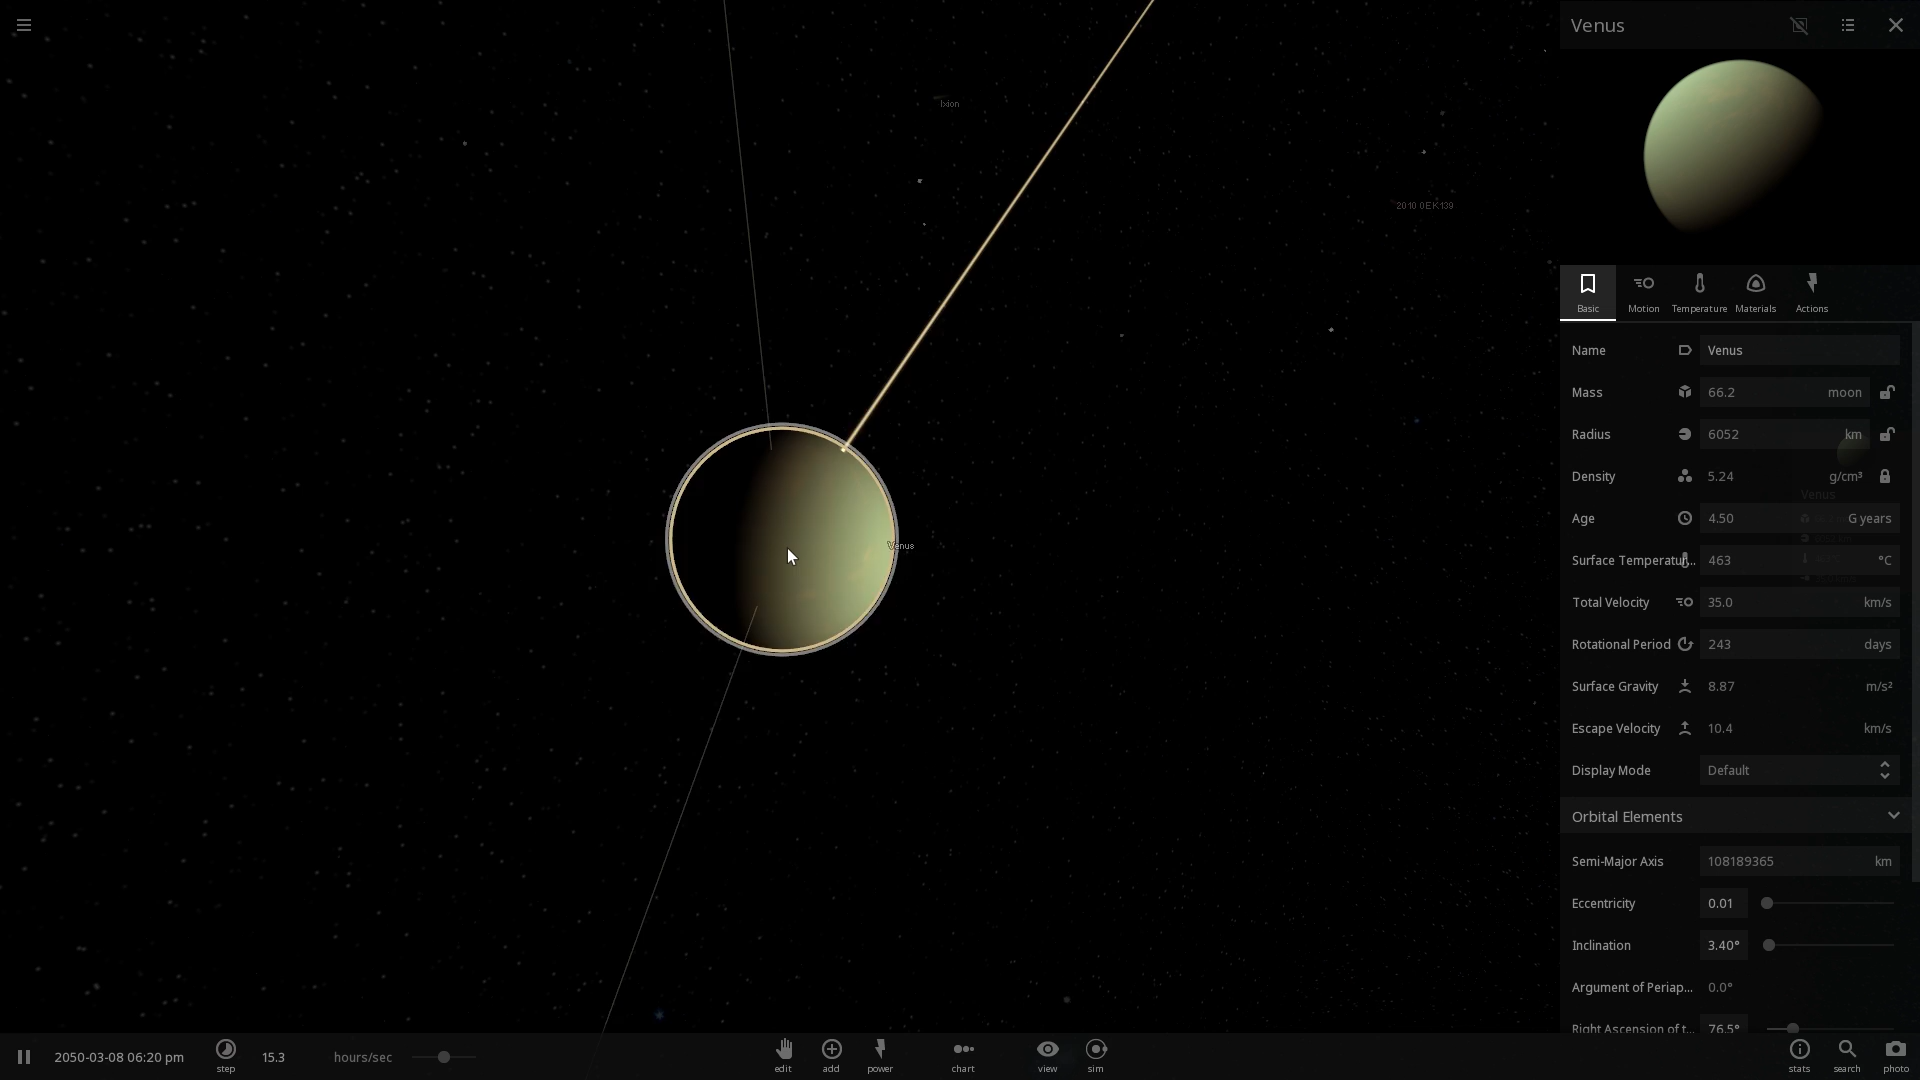 Venus
Ixion
2010 OEK139
Venus
Basic
Motion
Temperature
Materials
Actions
Name Venus
Mass 66.2 moon
Radius 6052 km
Density 5.24 g/cm³
Venus
Age 4.50 G years
Surface Temperatur... 463 °C
Total Velocity 35.0 km/s
Rotational Period 243 days
Surface Gravity 8.87 m/s²
Escape Velocity 10.4 km/s
Display Mode Default
Orbital Elements
Semi-Major Axis 108189365 km
Eccentricity 0.01
Inclination 3.40°
Argument of Periap... 0.0°
Right Ascension of t... 76.5°
2050-03-08 06:20 pm
step
15.3 hours/sec
edit
add
power
chart
view
sim
stats
search
photo